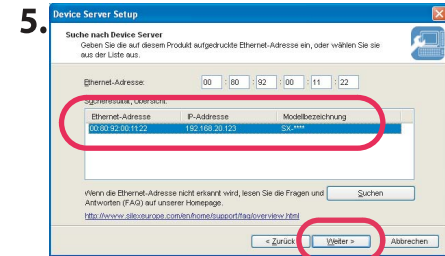 5.
Device Server Setup
Suche nach Device Server
Geben Sie die auf diesem Produkt aufgedruckte Ethernet-Adresse ein, oder wählen Sie sie
aus der Liste aus.
Ethernet-Adresse: 00 : 80 : 92 : 00 : 11 : 22
Sucheresultat, Übersicht:
Ethernet-Adresse IP-Addresse Modellbezeichnung
00:80:92:00:11:22 192.168.20.123 SX-****
Wenn die Ethernet-Adresse nicht erkannt wird, lesen Sie die Fragen und
Antworten (FAQ) auf unserer Homepage.
Suchen
http://www.silexeurope.com/en/home/support/faq/overview.html
< Zurück Weiter > Abbrechen